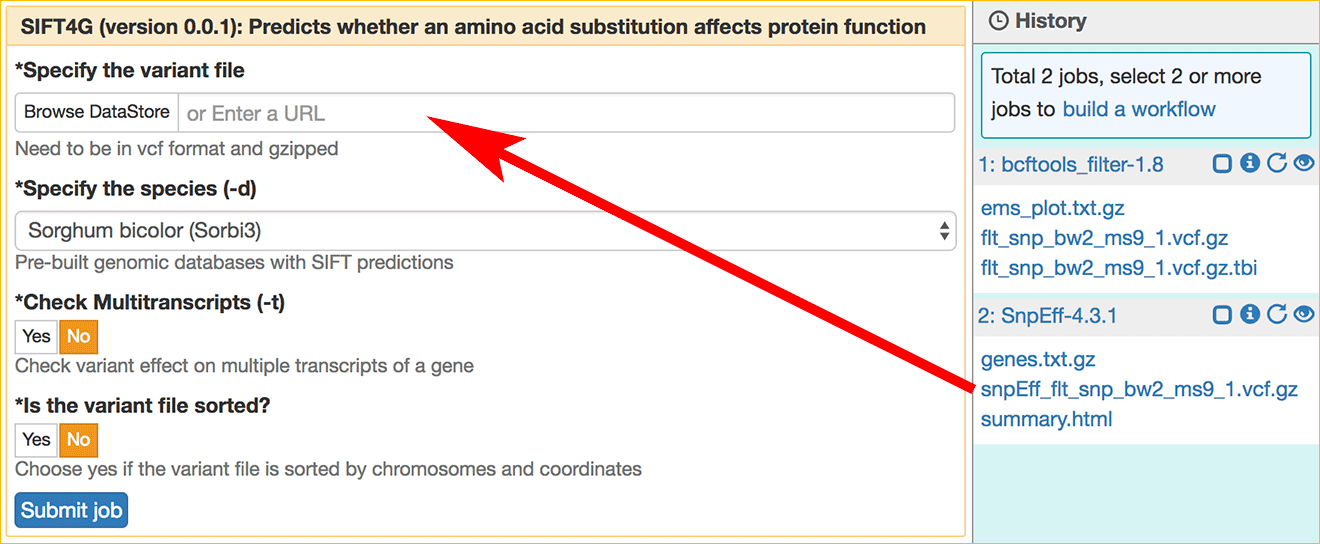 SIFT4G (version 0.0.1): Predicts whether an amino acid substitution affects protein function
*Specify the variant file
Browse DataStore or Enter a URL
Need to be in vcf format and gzipped
*Specify the species (-d)
Sorghum bicolor (Sorbi3)
Pre-built genomic databases with SIFT predictions
*Check Multitranscripts (-t)
Yes No
Check variant effect on multiple transcripts of a gene
*Is the variant file sorted?
Yes No
Choose yes if the variant file is sorted by chromosomes and coordinates
Submit job
History
Total 2 jobs, select 2 or more
jobs to build a workflow
1: bcftools_filter-1.8
ems_plot.txt.gz
flt_snp_bw2_ms9_1.vcf.gz
flt_snp_bw2_ms9_1.vcf.gz.tbi
2: SnpEff-4.3.1
genes.txt.gz
snpEff_flt_snp_bw2_ms9_1.vcf.gz
summary.html